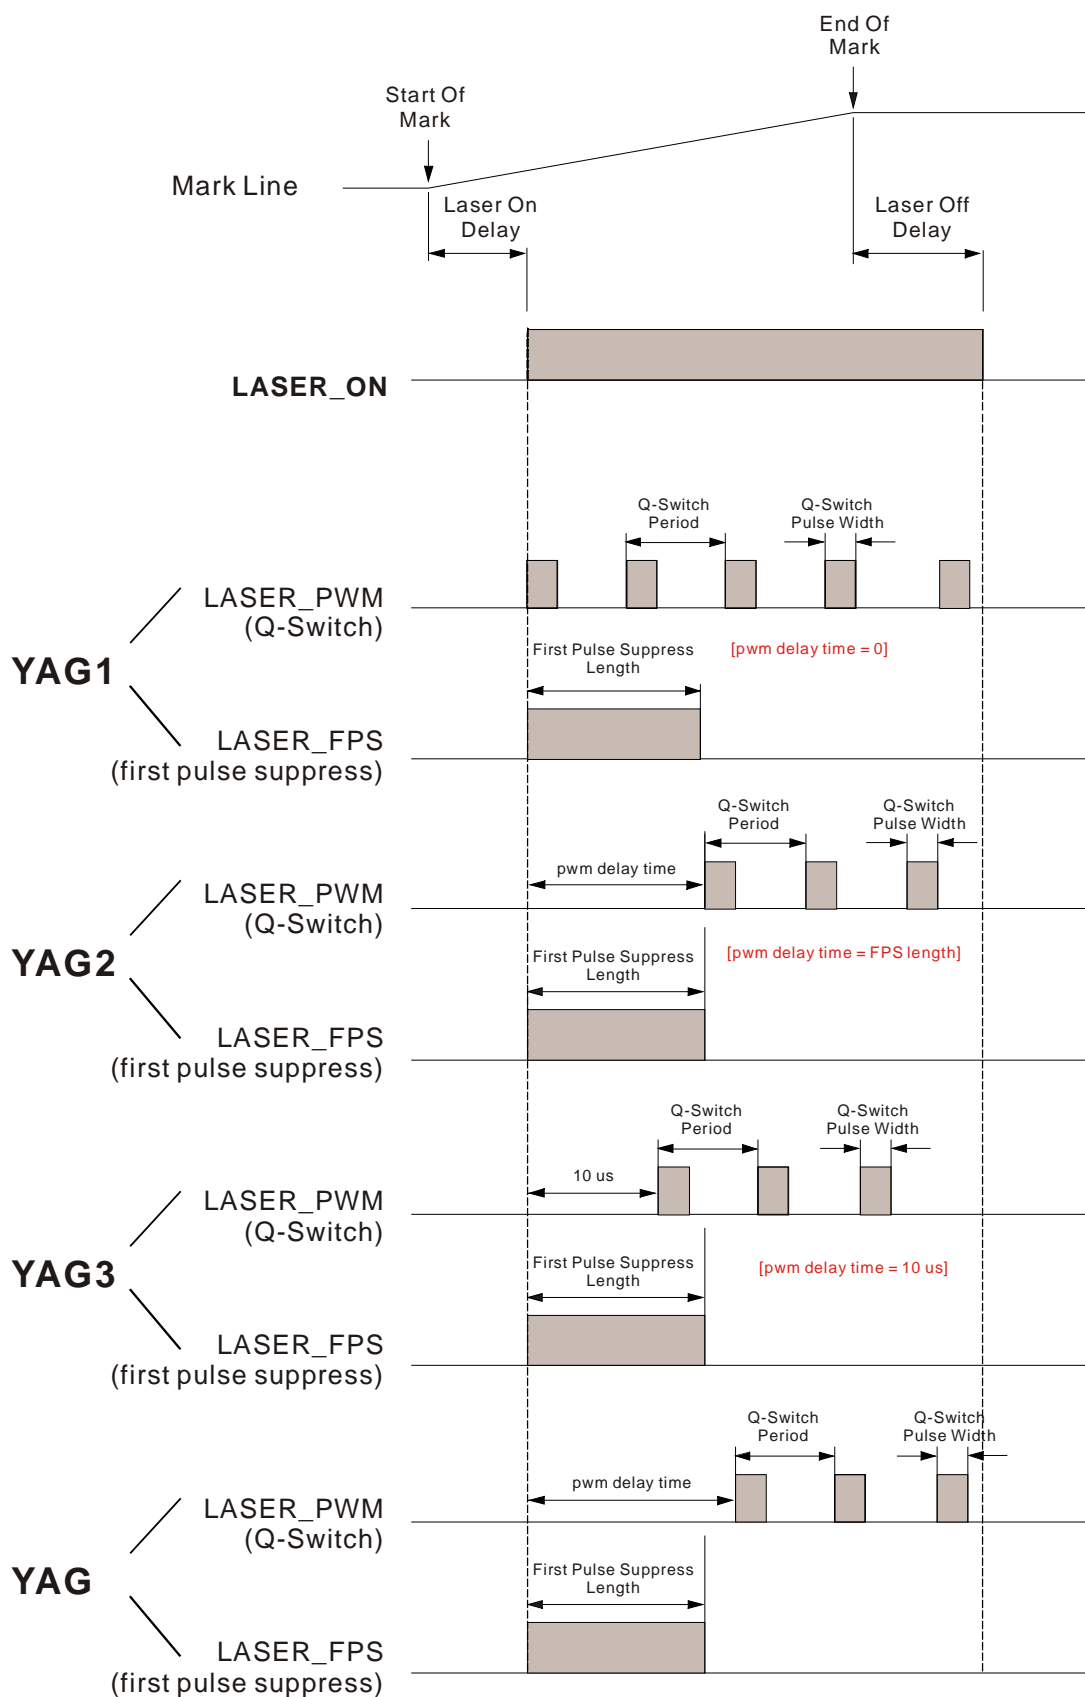 End Of
Mark
Start Of
Mark
Mark Line
Laser On
Delay
Laser Off
Delay
LASER_ON
Q-Switch
Period
Q-Switch
Pulse Width
LASER_PWM
(Q-Switch)
First Pulse Suppress
Length
[pwm delay time = 0]
YAG1
LASER_FPS
(first pulse suppress)
Q-Switch
Period
Q-Switch
Pulse Width
pwm delay time
LASER_PWM
(Q-Switch)
First Pulse Suppress
Length
[pwm delay time = FPS length]
YAG2
LASER_FPS
(first pulse suppress)
Q-Switch
Period
Q-Switch
Pulse Width
10 us
LASER_PWM
(Q-Switch)
First Pulse Suppress
Length
[pwm delay time = 10 us]
YAG3
LASER_FPS
(first pulse suppress)
Q-Switch
Period
Q-Switch
Pulse Width
pwm delay time
LASER_PWM
(Q-Switch)
First Pulse Suppress
Length
YAG
LASER_FPS
(first pulse suppress)